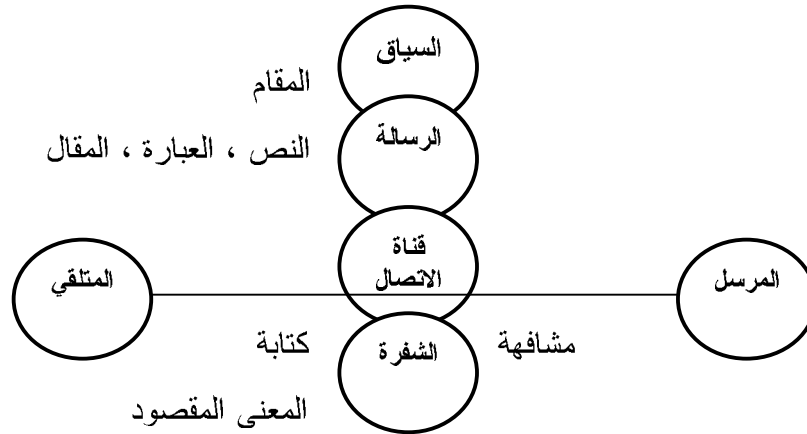 السياق
المقام
الرسالة
النص ، العبارة ، المقال
قناة
الاتصال
المرسل
المتلقي
مشافهة
كتابة
الشفرة
المعنى المقصود